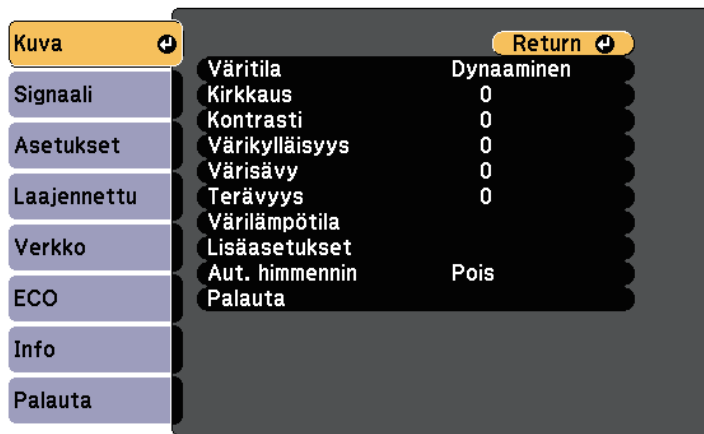 Kuva
Signaali
Asetukset
Laajennettu
Verkko
ECO
Info
Palauta
Return
Väritila Dynaaminen
Kirkkaus 0
Kontrasti 0
Värikylläisyys 0
Värisävy 0
Terävyys 0
Värilämpötila
Lisäasetukset
Aut. himmennin Pois
Palauta